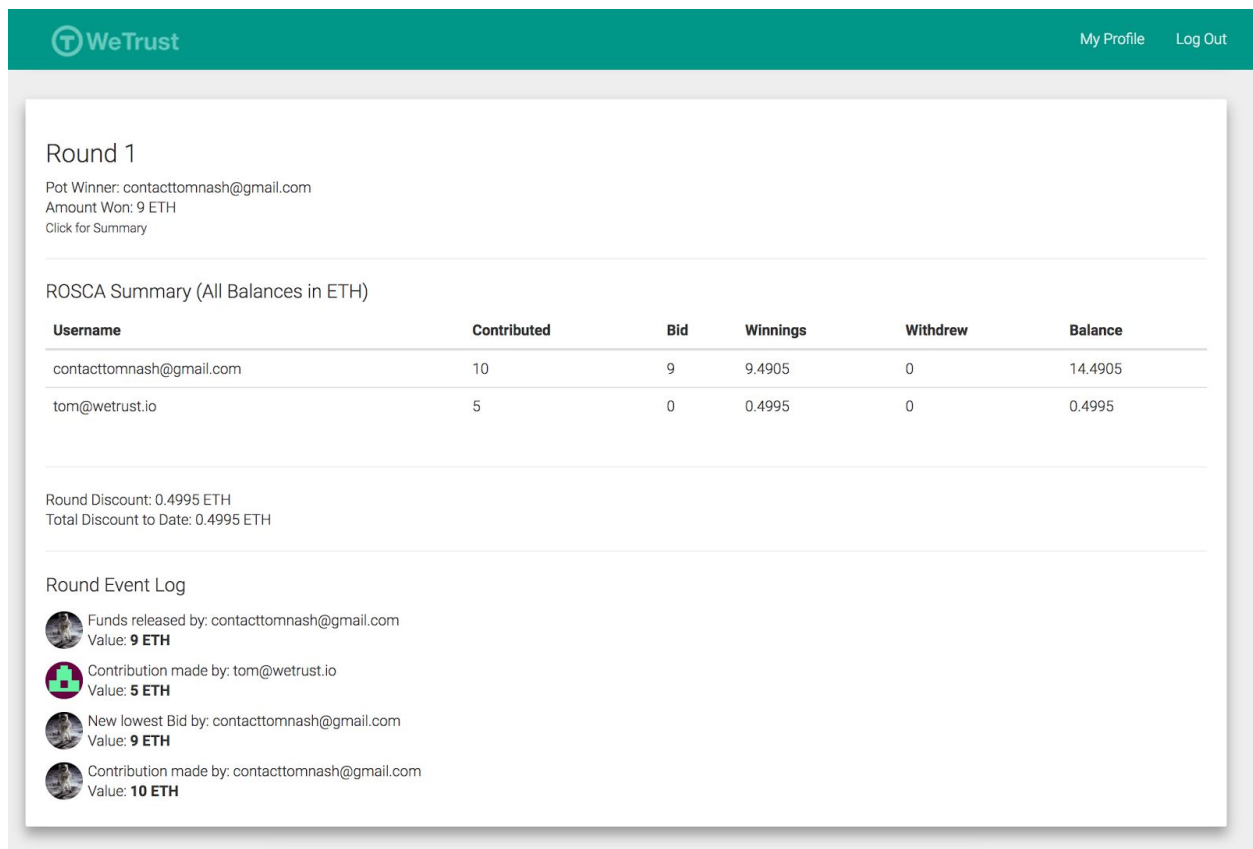 WeTrust
My Profile Log Out
Round 1
Pot Winner: contacttomnash@gmail.com
Amount Won: 9 ETH
Click for Summary
ROSCA Summary (All Balances in ETH)
Username Contributed Bid Winnings Withdrew Balance
contacttomnash@gmail.com 10 9 9.4905 0 14.4905
tom@wetrust.io 5 0 0.4995 0 0.4995
Round Discount: 0.4995 ETH
Total Discount to Date: 0.4995 ETH
Round Event Log
Funds released by: contacttomnash@gmail.com
Value: 9 ETH
Contribution made by: tom@wetrust.io
Value: 5 ETH
New lowest Bid by: contacttomnash@gmail.com
Value: 9 ETH
Contribution made by: contacttomnash@gmail.com
Value: 10 ETH